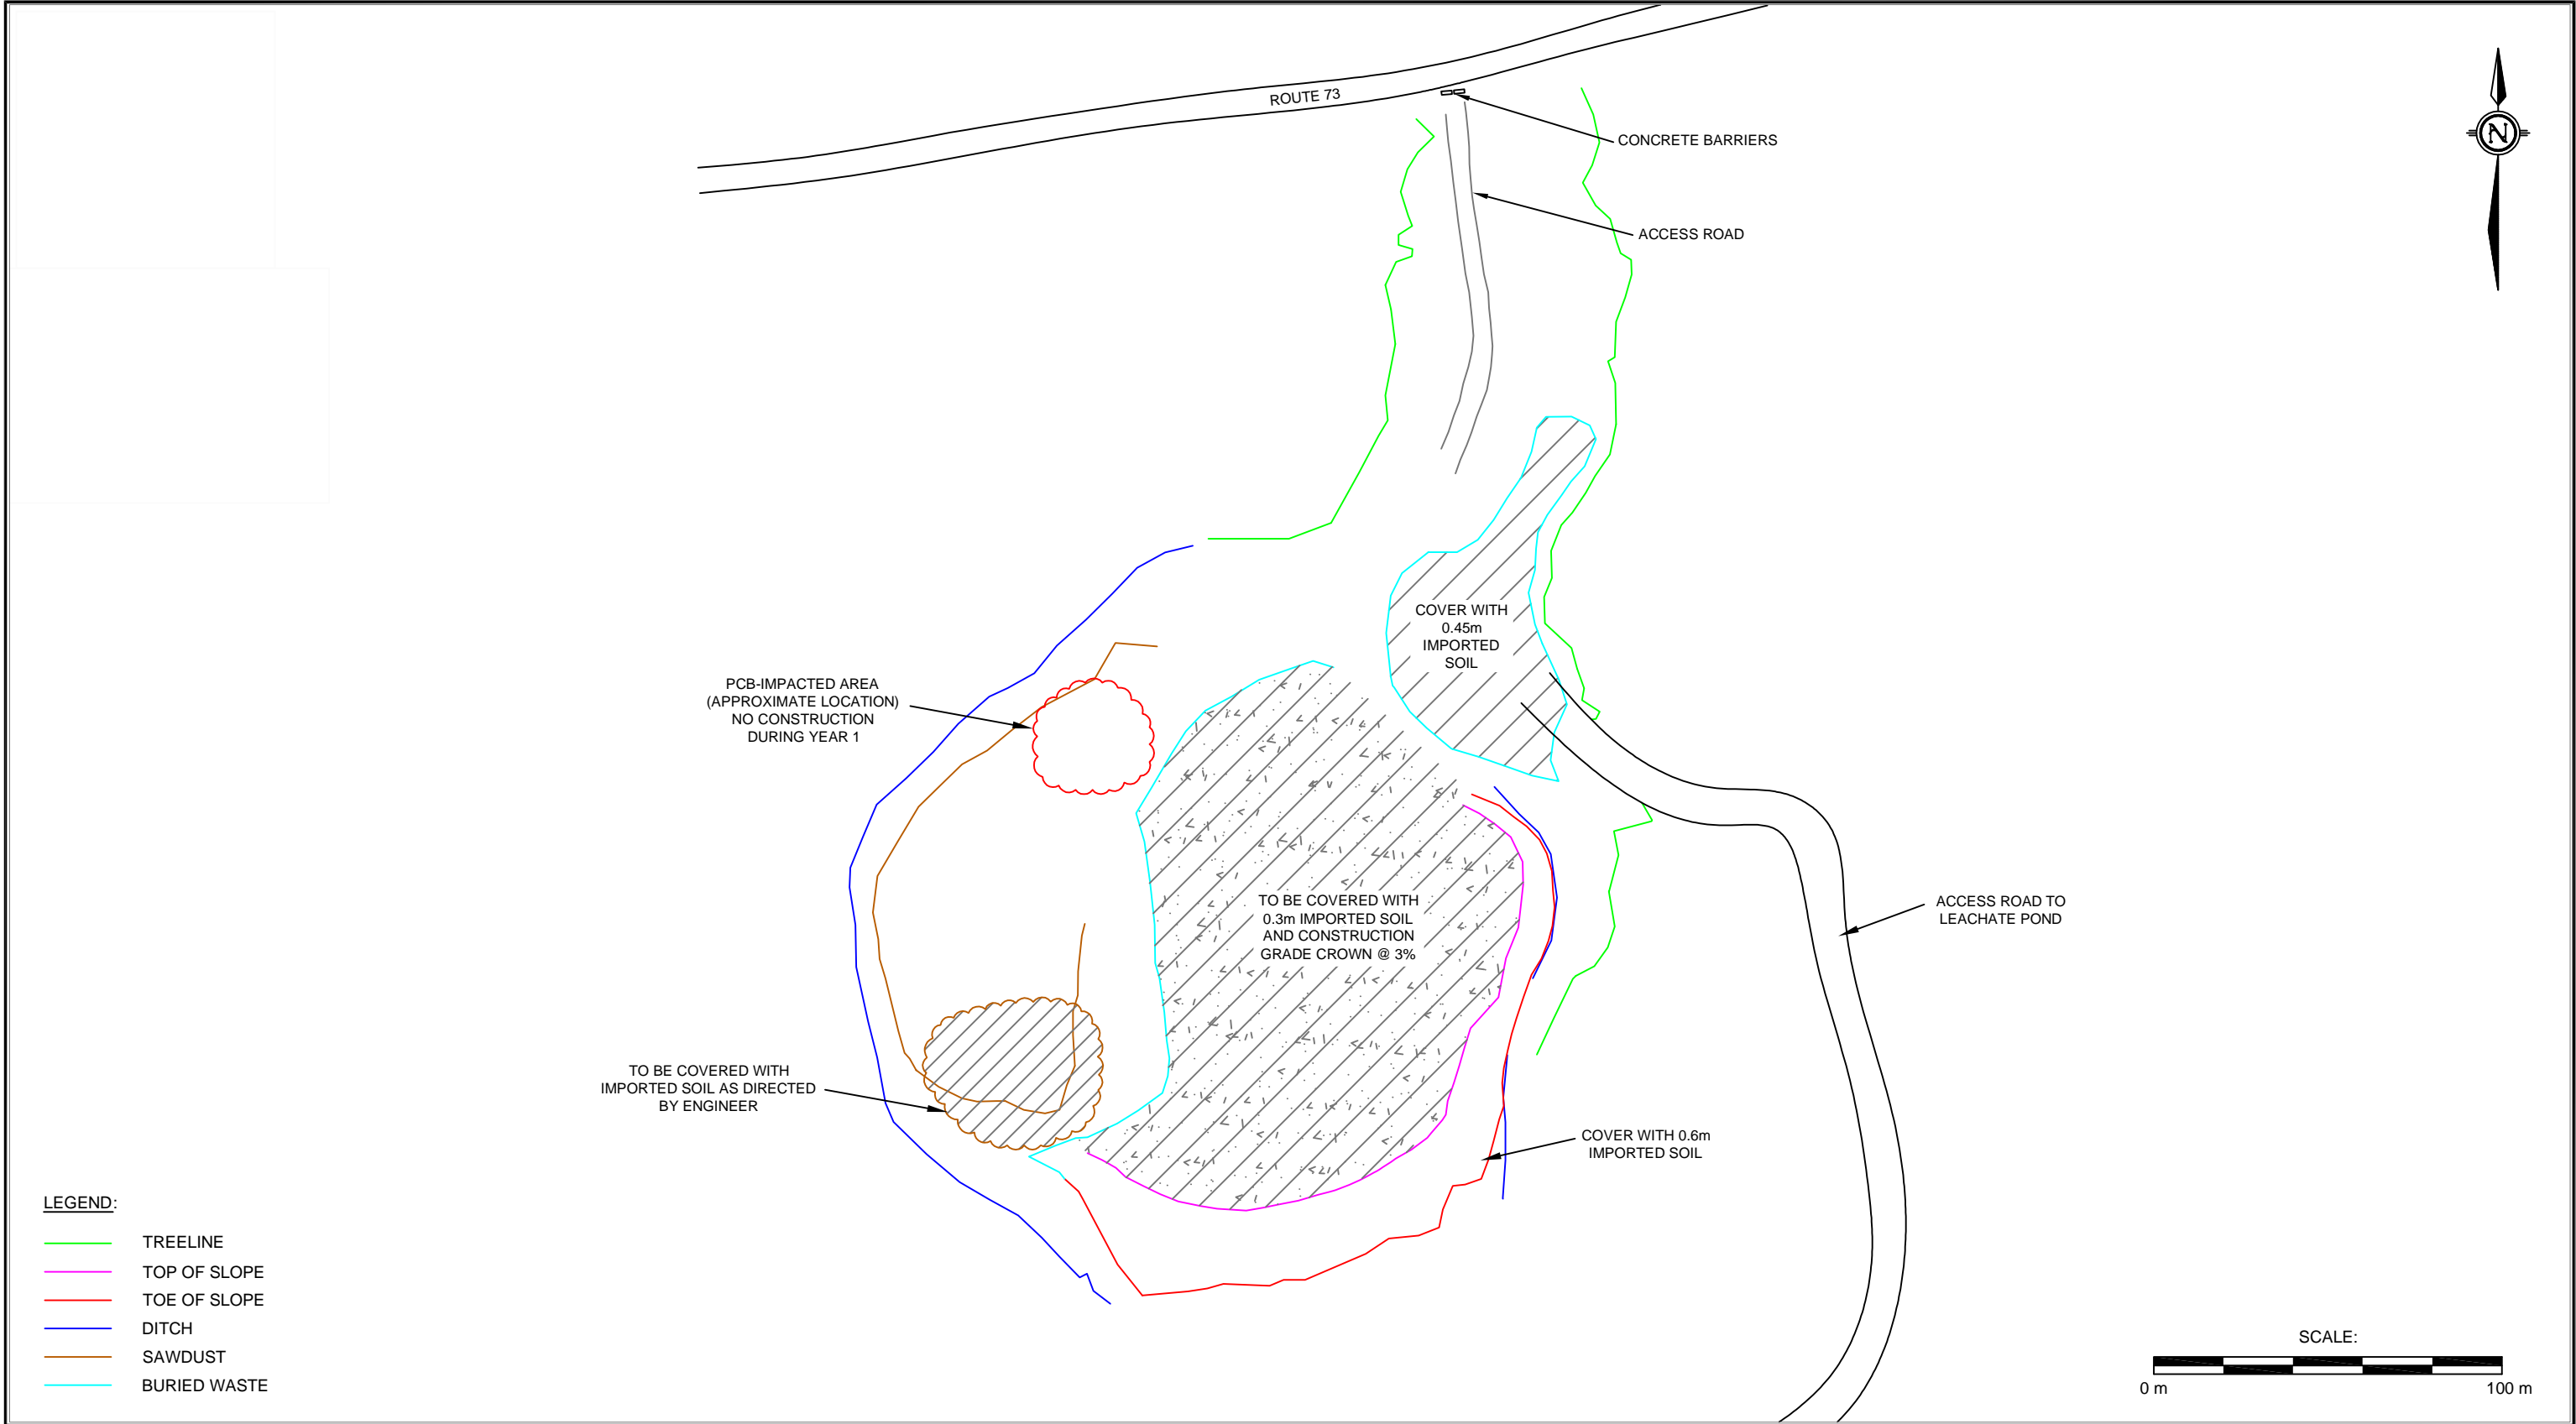 ROUTE 73
CONCRETE BARRIERS
N
ACCESS ROAD
COVER WITH
0.45m
IMPORTED
SOIL
PCB-IMPACTED AREA
(APPROXIMATE LOCATION)
NO CONSTRUCTION
DURING YEAR 1
TO BE COVERED WITH
0.3m IMPORTED SOIL
AND CONSTRUCTION
GRADE CROWN @ 3%
ACCESS ROAD TO
LEACHATE POND
TO BE COVERED WITH
IMPORTED SOIL AS DIRECTED
BY ENGINEER
COVER WITH 0.6m
IMPORTED SOIL
LEGEND:
TREELINE
TOP OF SLOPE
TOE OF SLOPE
DITCH
SAWDUST
BURIED WASTE
SCALE:
0 m
100 m